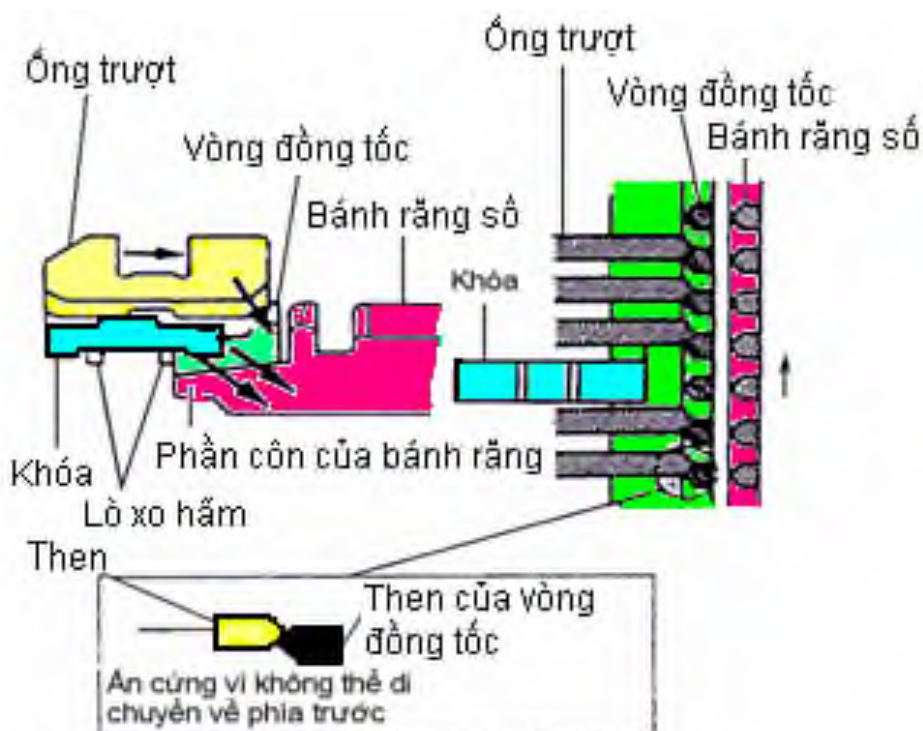 Ống trượt
Vòng đồng tốc
Bánh răng số
Khóa
Lò xo hãm
Phần côn của bánh răng
Ống trượt
Vòng đồng tốc
Bánh răng số
Khóa
Then
Then của vòng
đồng tốc
Ăn cứng vì không thể di
chuyển về phía trước